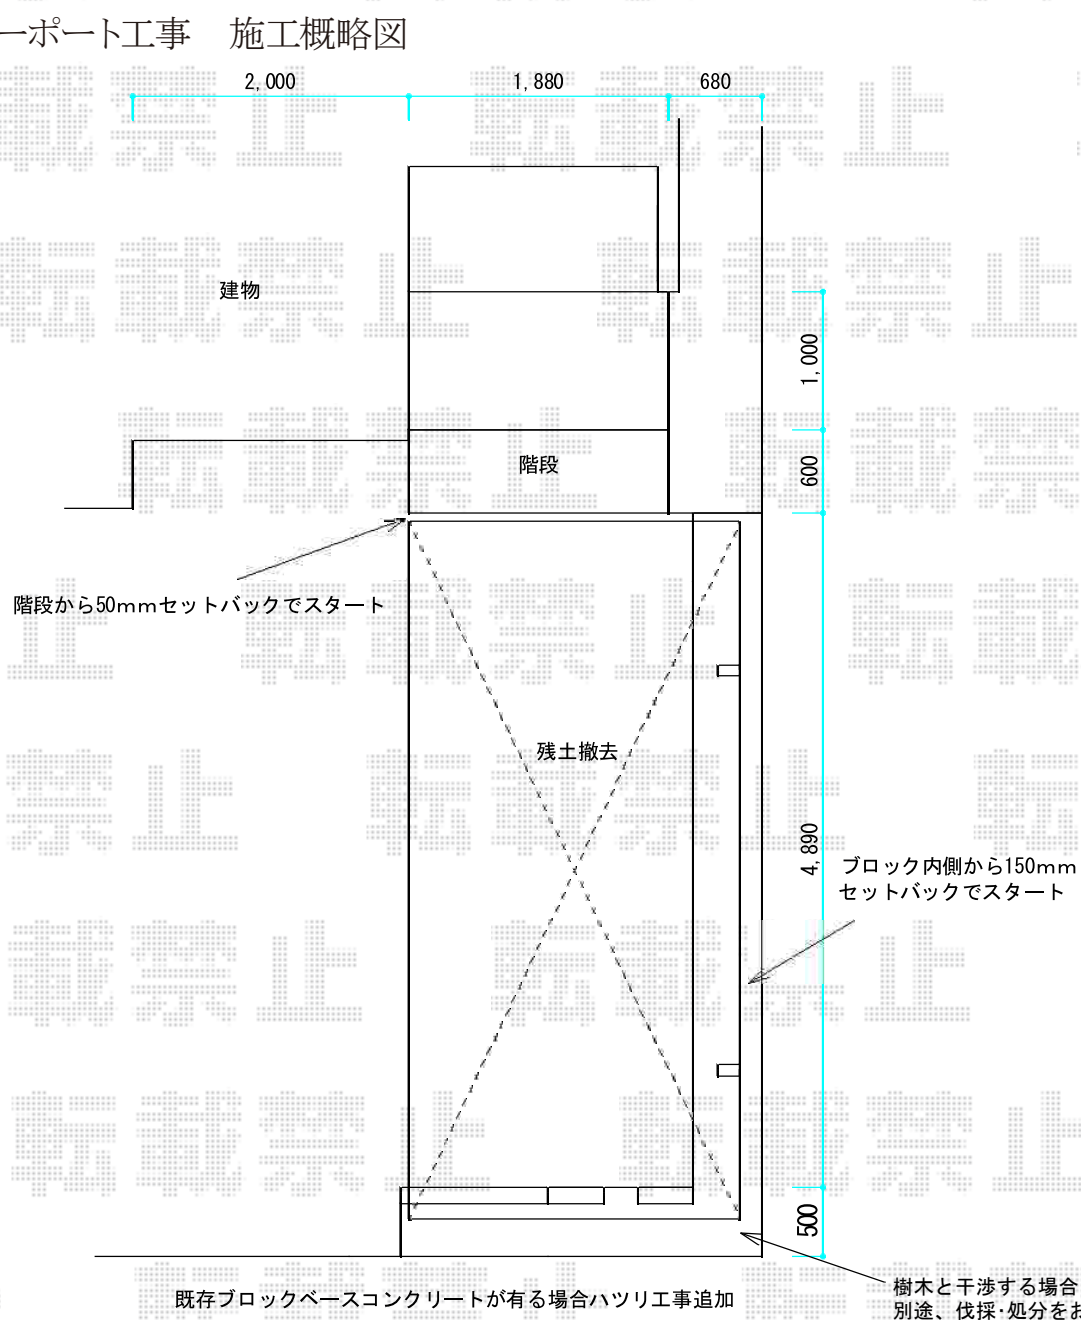 ーポート工事　施工概略図
2,000
1,880
680
建物
1,000
階段
600
階段から50mmセットバックでスタート
残土撤去
4,890
ブロック内側から150mm
セットバックでスタート
500
樹木と干渉する場合
別途、伐採・処分をお
既存ブロックベースコンクリートが有る場合ハツリ工事追加
転載禁止